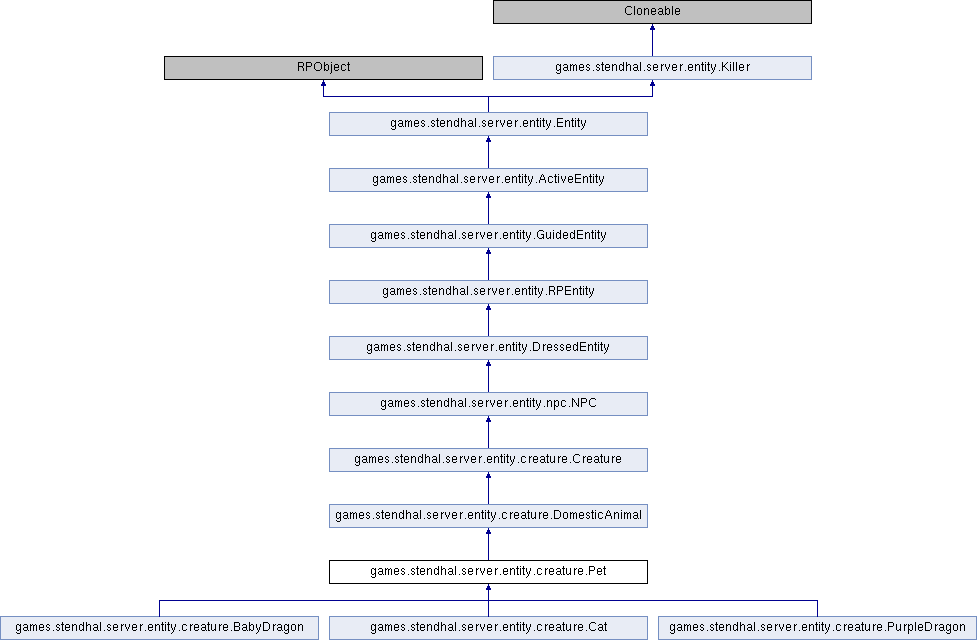 Cloneable
RPObject
games.stendhal.server.entity.Killer
games.stendhal.server.entity.Entity
games.stendhal.server.entity.ActiveEntity
games.stendhal.server.entity.GuidedEntity
games.stendhal.server.entity.RPEntity
games.stendhal.server.entity.DressedEntity
games.stendhal.server.entity.npc.NPC
games.stendhal.server.entity.creature.Creature
games.stendhal.server.entity.creature.DomesticAnimal
games.stendhal.server.entity.creature.Pet
games.stendhal.server.entity.creature.BabyDragon
games.stendhal.server.entity.creature.Cat
games.stendhal.server.entity.creature.PurpleDragon